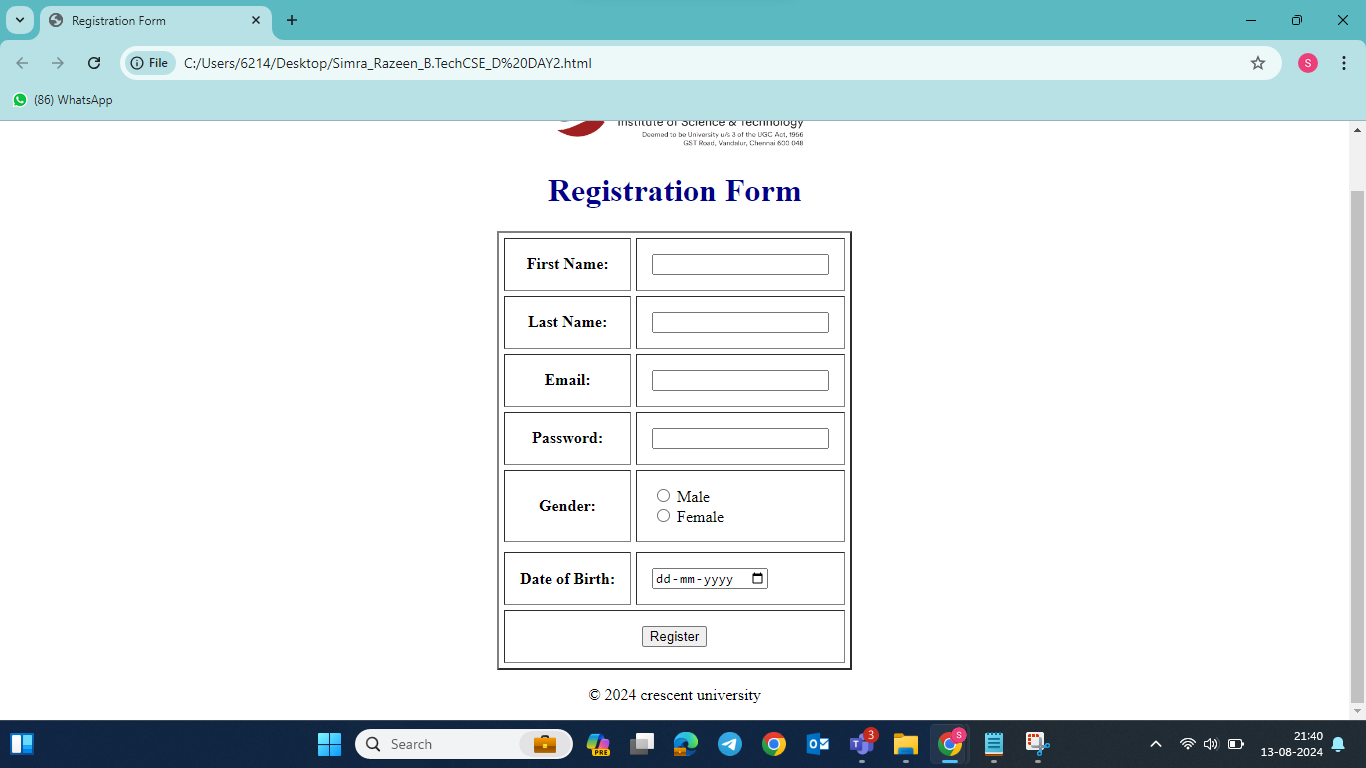 Registration Form
File C:/Users/6214/Desktop/Simra_Razeen_B.TechCSE_D%20DAY2.html
S
(86) WhatsApp
Institute of Science & Technology
Deemed to be University u/s 3 of the UGC Act, 1956
GST Road, Vandalur, Chennai 600 048
Registration Form
First Name:
Last Name:
Email:
Password:
Gender:
Male
Female
Date of Birth:
dd-mm-yyyy
Register
© 2024 crescent university
Search
PRE
3
S
21:40
13-08-2024